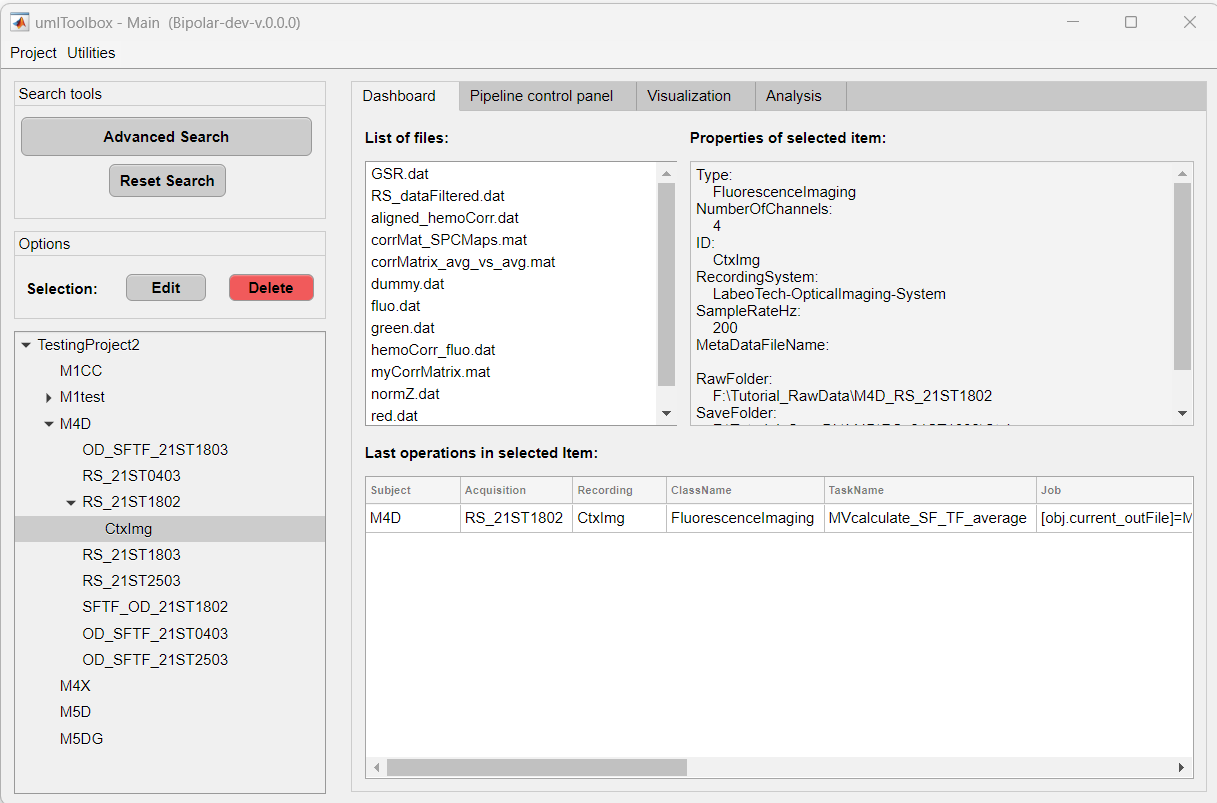 umIToolbox - Main (Bipolar-dev-v.0.0.0)
Project Utilities
Search tools
Advanced Search
Reset Search
Options
Selection: Edit Delete
TestingProject2
M1CC
M1test
M4D
OD_SFTF_21ST1803
RS_21ST0403
RS_21ST1802
CtxImg
RS_21ST1803
RS_21ST2503
SFTF_OD_21ST1802
OD_SFTF_21ST0403
OD_SFTF_21ST2503
M4X
M5D
M5DG
Dashboard Pipeline control panel Visualization Analysis
List of files:
GSR.dat
RS_dataFiltered.dat
aligned_hemoCorr.dat
corrMat_SPCMaps.mat
corrMatrix_avg_vs_avg.mat
dummy.dat
fluo.dat
green.dat
hemoCorr_fluo.dat
myCorrMatrix.mat
normZ.dat
red.dat
Properties of selected item:
Type:
FluorescenceImaging
NumberOfChannels:
4
ID:
CtxImg
RecordingSystem:
LabeoTech-OpticalImaging-System
SampleRateHz:
200
MetaDataFileName:
RawFolder:
F:\Tutorial_RawData\M4D_RS_21ST1802
SaveFolder:
Last operations in selected Item:
Subject Acquisition Recording ClassName TaskName Job
M4D RS_21ST1802 CtxImg FluorescenceImaging MVcalculate_SF_TF_average [obj.current_outFile]=M